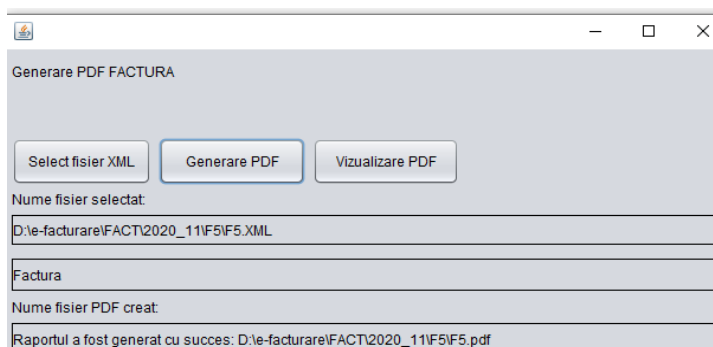 Generare PDF FACTURA
Select fisier XML Generare PDF Vizualizare PDF
Nume fisier selectat:
D:\e-facturare\FACT\2020_11\F5\F5.XML
Factura
Nume fisier PDF creat:
Raportul a fost generat cu succes: D:\e-facturare\FACT\2020_11\F5\F5.pdf